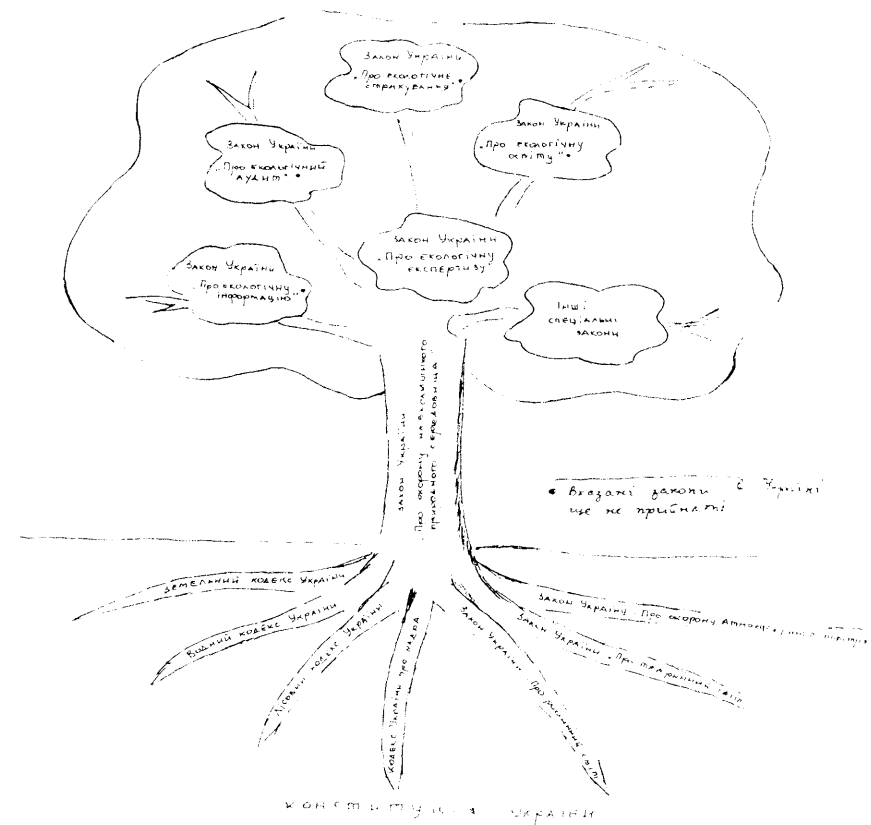 Закон України
„Про екологічне
страхування" •
Закон України
„Про екологічний
аудит" •
Закон України
„Про екологічну
освіту" •
Закон України
„Про екологічну
експертизу"
Закон України
„Про екологічну
інформацію" •
Інші
спеціальні
закони
Закон України
„Про охорону навколишнього
природного середовища"
• Вказані закони в Україні
ще не прийняті
Земельний кодекс України
Водний кодекс України
Лісовий кодекс України
Кодекс України про надра
Закон України „Про рослинний світ"
Закон України „Про тваринний світ"
Закон України „Про охорону атмосферного повітря"
Конституція України